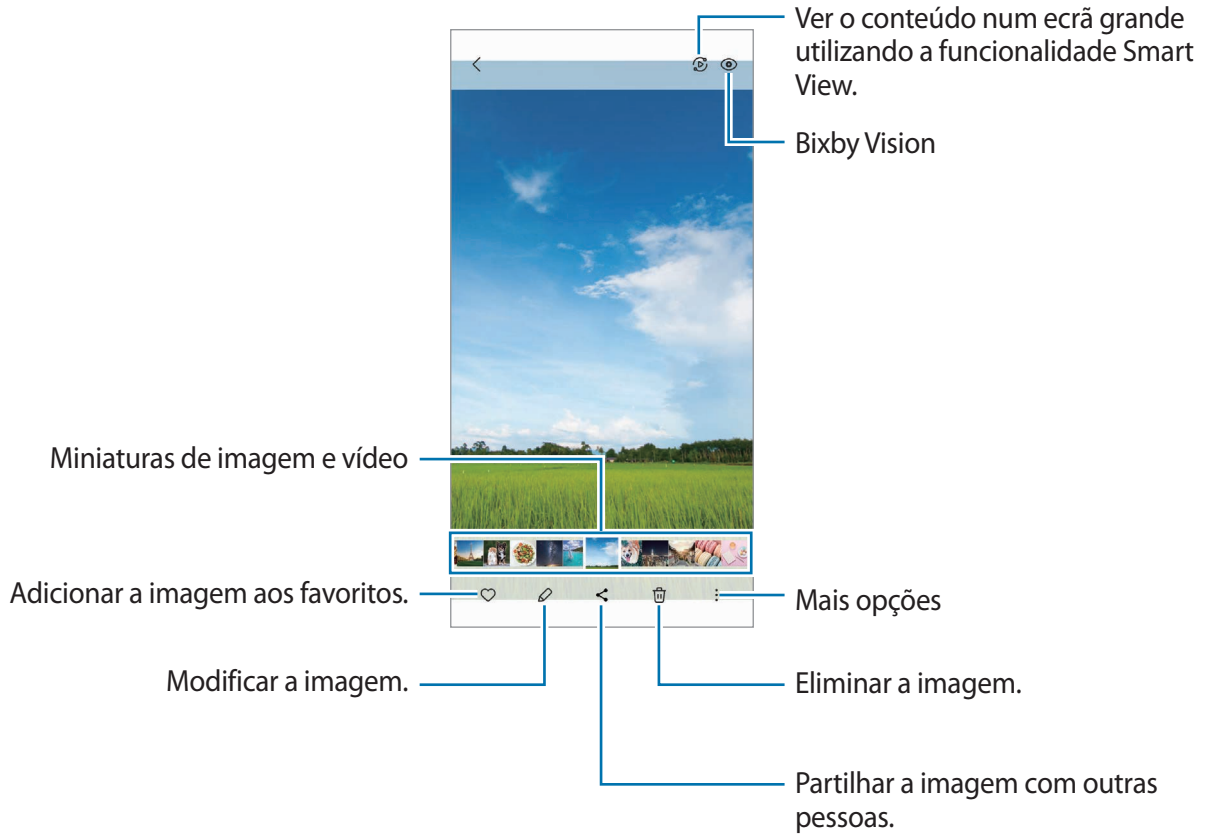 Ver o conteúdo num ecrã grande
utilizando a funcionalidade Smart
View.
Bixby Vision
Miniaturas de imagem e vídeo
Adicionar a imagem aos favoritos.
Mais opções
Modificar a imagem.
Eliminar a imagem.
Partilhar a imagem com outras
pessoas.